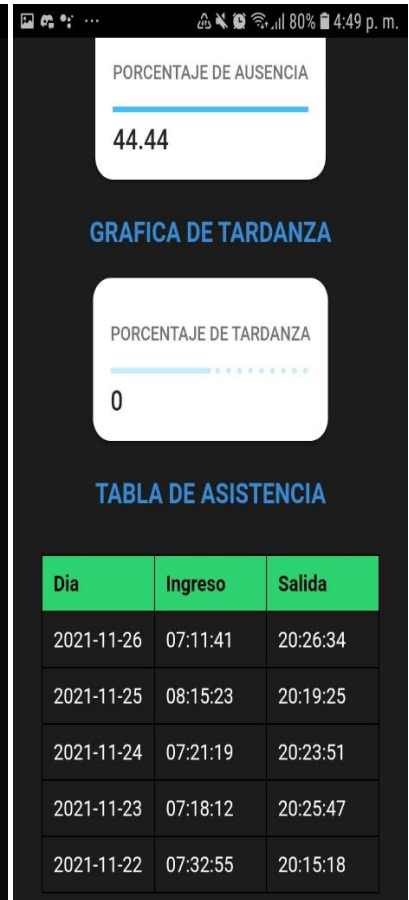 80% 4:49 p. m.
PORCENTAJE DE AUSENCIA
44.44
GRAFICA DE TARDANZA
PORCENTAJE DE TARDANZA
0
TABLA DE ASISTENCIA
Dia Ingreso Salida
2021-11-26 07:11:41 20:26:34
2021-11-25 08:15:23 20:19:25
2021-11-24 07:21:19 20:23:51
2021-11-23 07:18:12 20:25:47
2021-11-22 07:32:55 20:15:18